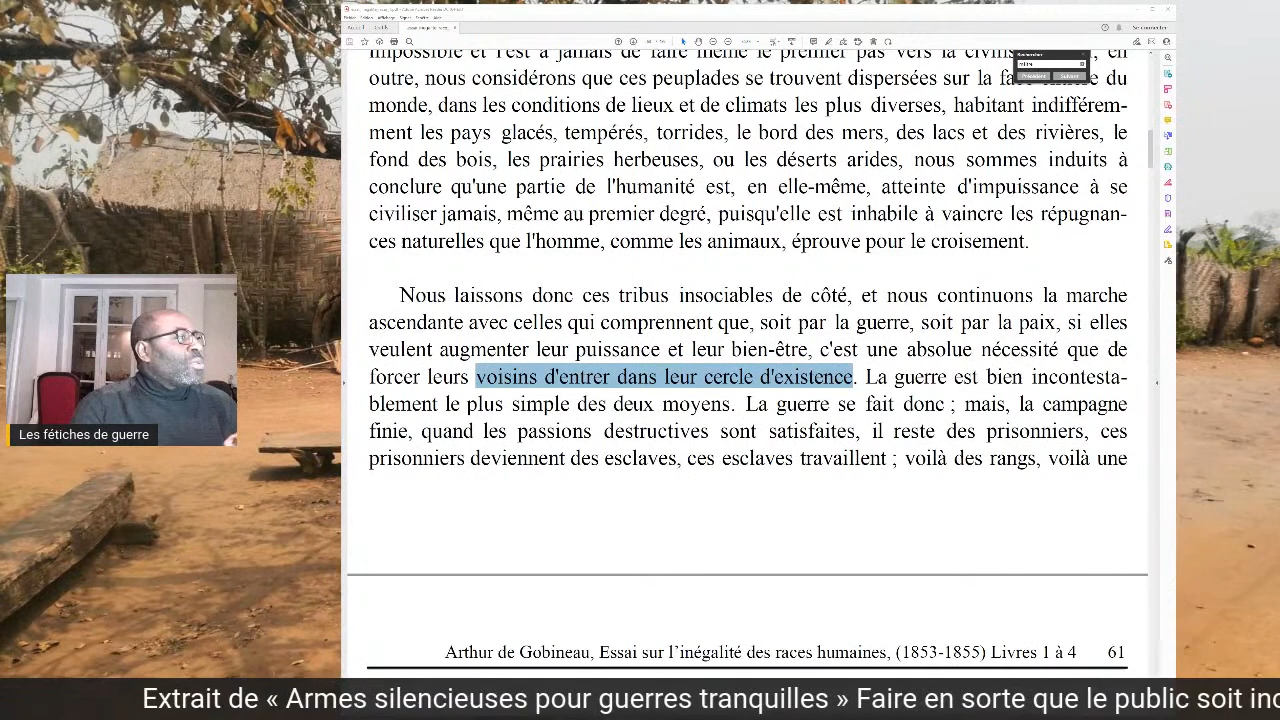 impossible et l'est à jamais de faire même le premier pas vers la
outre, nous considérons que ces peuplades se trouvent dispersées sur la du
monde, dans les conditions de lieux et de climats les plus diverses, habitant indifférem-
ment les pays glacés, tempérés, torrides, le bord des mers, des lacs et des rivières, le
fond des bois, les prairies herbeuses, ou les déserts arides, nous sommes induits à
conclure qu'une partie de l'humanité est, en elle-même, atteinte d'impuissance à se
civiliser jamais, même au premier degré, puisqu'elle est inhabile à vaincre les répugnan-
ces naturelles que l'homme, comme les animaux, éprouve pour le croisement.
Nous laissons donc ces tribus insociables de côté, et nous continuons la marche
ascendante avec celles qui comprennent que, soit par la guerre, soit par la paix, si elles
veulent augmenter leur puissance et leur bien-être, c'est une absolue nécessité que de
forcer leurs voisins d'entrer dans leur cercle d'existence. La guerre est bien incontesta-
blement le plus simple des deux moyens. La guerre se fait donc ; mais, la campagne
finie, quand les passions destructives sont satisfaites, il reste des prisonniers, ces
prisonniers deviennent des esclaves, ces esclaves travaillent ; voilà des rangs, voilà une
Arthur de Gobineau, Essai sur l'inégalité des races humaines, (1853-1855) Livres 1 à 4 61
Rechercher
Précédent Suivant
Se connecter
Les fétiches de guerre
Extrait de « Armes silencieuses pour guerres tranquilles » Faire en sorte que le public soit